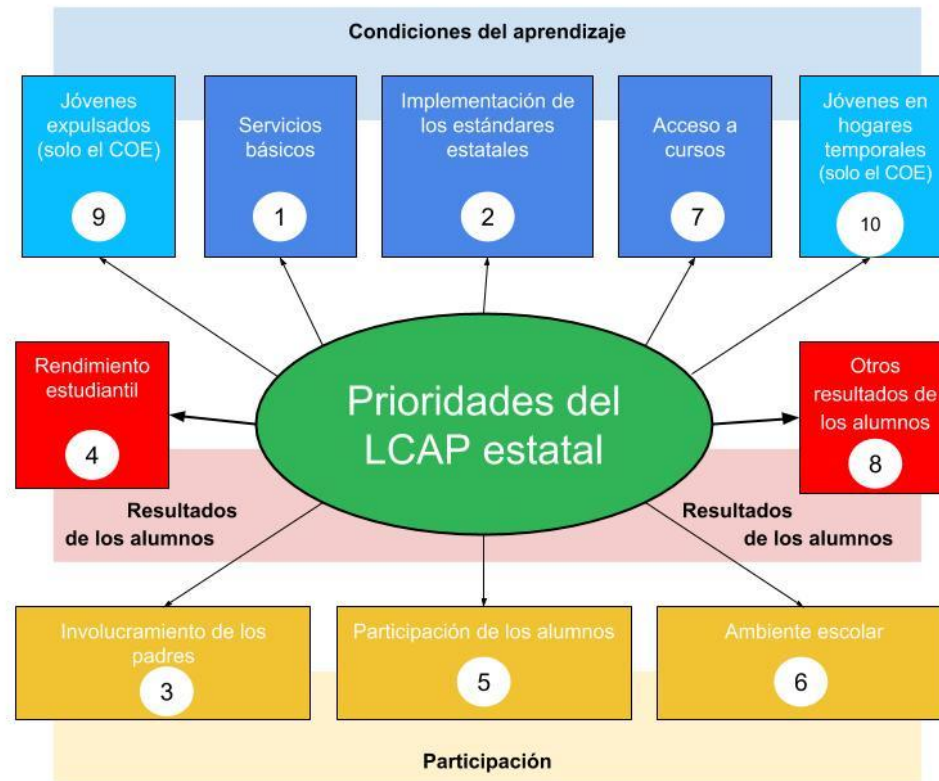 Condiciones del aprendizaje
Jóvenes
expulsados
(solo el COE)
9
Servicios
básicos
1
Implementación de
los estándares
estatales
2
Acceso a
cursos
7
Jóvenes en
hogares
temporales
(solo el COE)
10
Rendimiento
estudiantil
4
Prioridades del
LCAP estatal
Otros
resultados de
los alumnos
8
Resultados
de los alumnos
Resultados
de los alumnos
Involucramiento de los
padres
3
Participación de los alumnos
5
Ambiente escolar
6
Participación